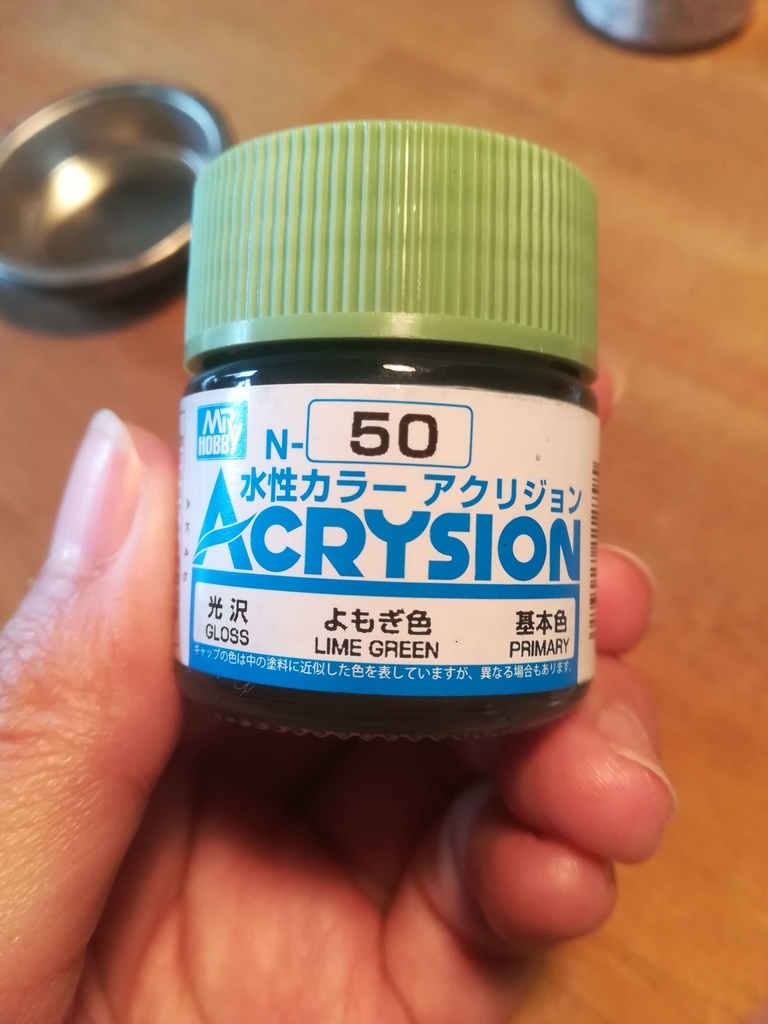 Mr HOBBY
N- 50
水性カラー アクリジョン
ACRYSION
光沢 よもぎ色 基本色
GLOSS LIME GREEN PRIMARY
キャップの色は中の塗料に近似した色を表していますが、異なる場合もあります。